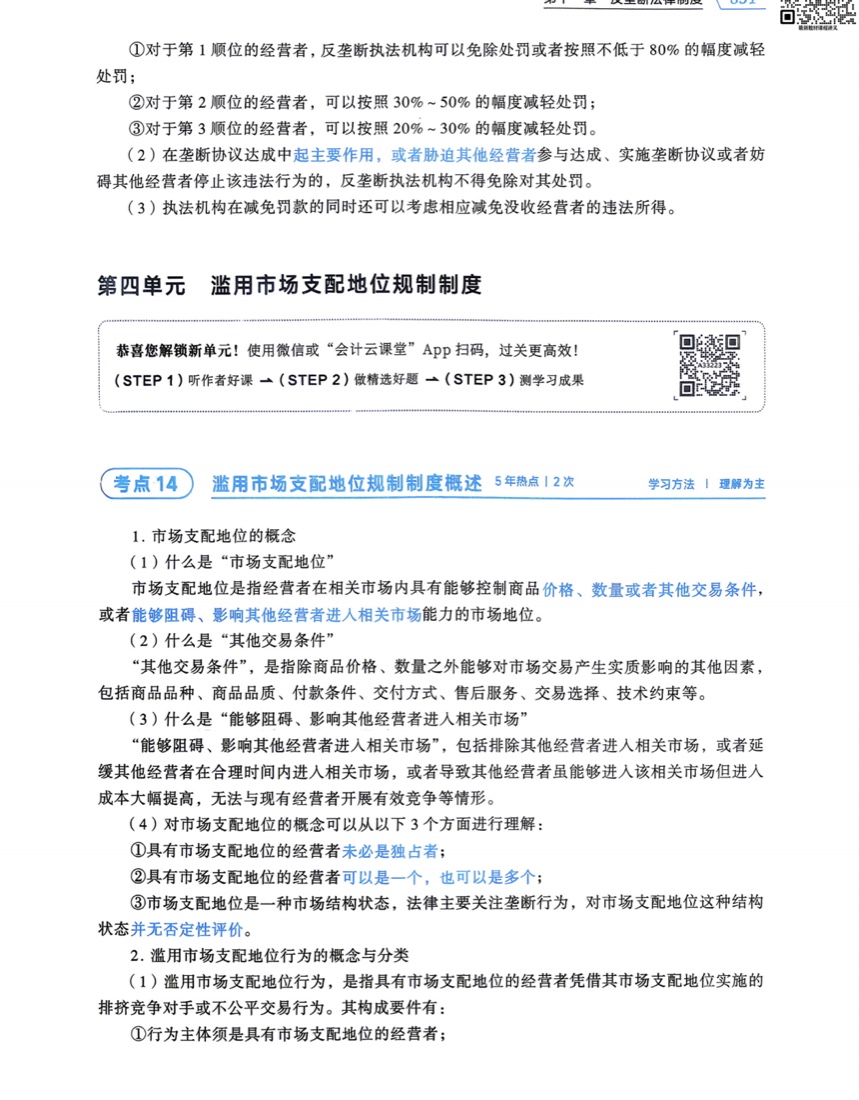 第十一章 反垄断法律制度 351
①对于第 1 顺位的经营者，反垄断执法机构可以免除处罚或者按照不低于 80% 的幅度减轻
处罚；
②对于第 2 顺位的经营者，可以按照 30% ~ 50% 的幅度减轻处罚；
③对于第 3 顺位的经营者，可以按照 20% ~ 30% 的幅度减轻处罚。
（2）在垄断协议达成中起主要作用，或者胁迫其他经营者参与达成、实施垄断协议或者妨
碍其他经营者停止该违法行为的，反垄断执法机构不得免除对其处罚。
（3）执法机构在减免罚款的同时还可以考虑相应减免没收经营者的违法所得。
第四单元 滥用市场支配地位规制制度
恭喜您解锁新单元！使用微信或“会计云课堂”App 扫码，过关更高效！
（STEP 1）听作者好课 ⇀（STEP 2）做精选好题 ⇀（STEP 3）测学习成果
考点 14 滥用市场支配地位规制制度概述 5 年热点 | 2 次 学习方法 | 理解为主
1. 市场支配地位的概念
（1）什么是“市场支配地位”
市场支配地位是指经营者在相关市场内具有能够控制商品价格、数量或者其他交易条件，
或者能够阻碍、影响其他经营者进入相关市场能力的市场地位。
（2）什么是“其他交易条件”
“其他交易条件”，是指除商品价格、数量之外能够对市场交易产生实质影响的其他因素，
包括商品品种、商品品质、付款条件、交付方式、售后服务、交易选择、技术约束等。
（3）什么是“能够阻碍、影响其他经营者进入相关市场”
“能够阻碍、影响其他经营者进入相关市场”，包括排除其他经营者进入相关市场，或者延
缓其他经营者在合理时间内进入相关市场，或者导致其他经营者虽能够进入该相关市场但进入
成本大幅提高，无法与现有经营者开展有效竞争等情形。
（4）对市场支配地位的概念可以从以下 3 个方面进行理解：
①具有市场支配地位的经营者未必是独占者；
②具有市场支配地位的经营者可以是一个，也可以是多个；
③市场支配地位是一种市场结构状态，法律主要关注垄断行为，对市场支配地位这种结构
状态并无否定性评价。
2. 滥用市场支配地位行为的概念与分类
（1）滥用市场支配地位行为，是指具有市场支配地位的经营者凭借其市场支配地位实施的
排挤竞争对手或不公平交易行为。其构成要件有：
①行为主体须是具有市场支配地位的经营者；